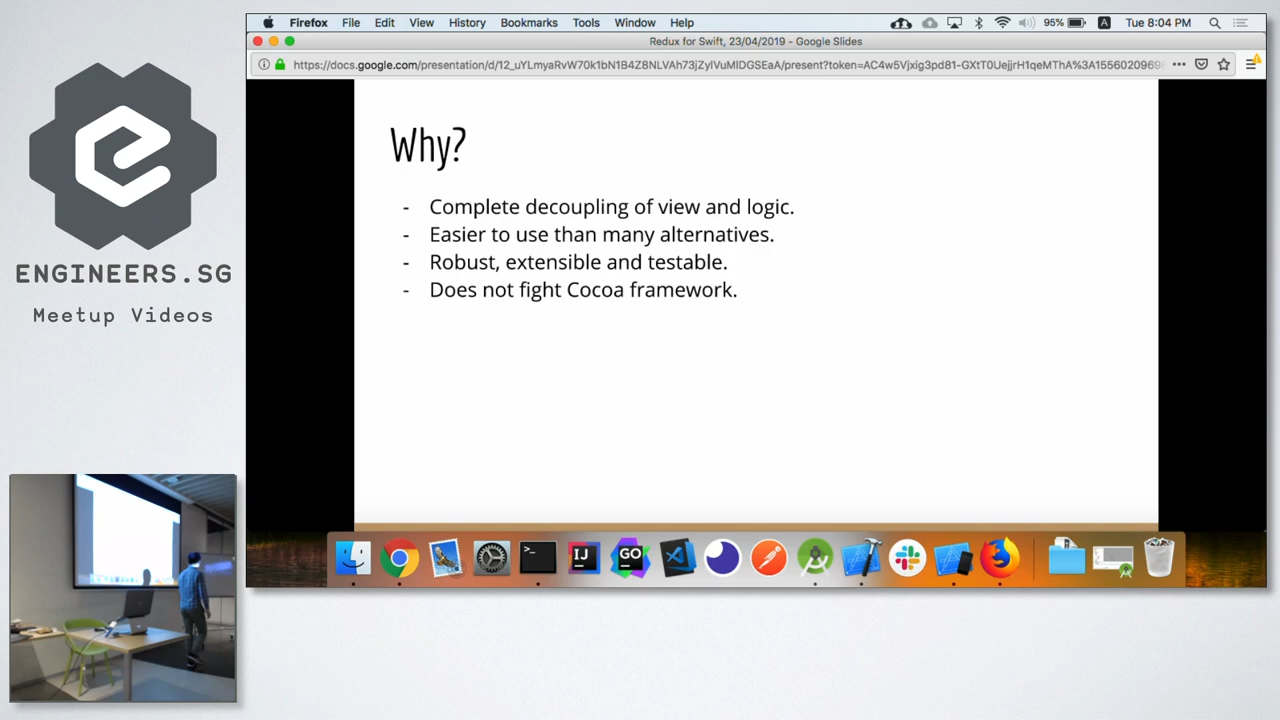 Firefox File Edit View History Bookmarks Tools Window Help 95% A Tue 8:04 PM
Redux for Swift, 23/04/2019 - Google Slides
ENGINEERS.SG
Meetup Videos
Why?
- Complete decoupling of view and logic.
- Easier to use than many alternatives.
- Robust, extensible and testable.
- Does not fight Cocoa framework.
>_ IJ GO